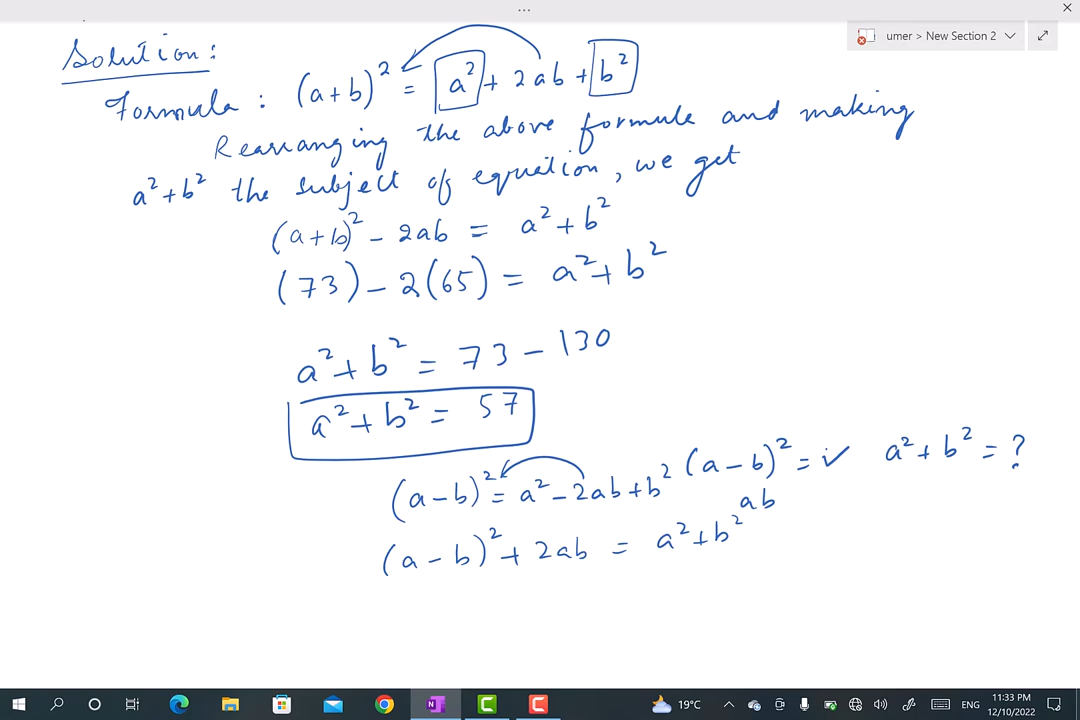 ...
umer > New Section 2
Solution:
Formula : (a+b)² = a² + 2ab + b²
Rearranging the above formula and making
a²+b² the subject of equation, we get
(a+b)² - 2ab = a²+b²
(73) - 2(65) = a²+b²
a²+b² = 73 - 130
a²+b² = 57
(a-b)² = a² - 2ab + b² (a-b)² = ✓ a²+b² = ?
ab
(a-b)² + 2ab = a²+b²
19°C
ENG
11:33 PM
12/10/2022